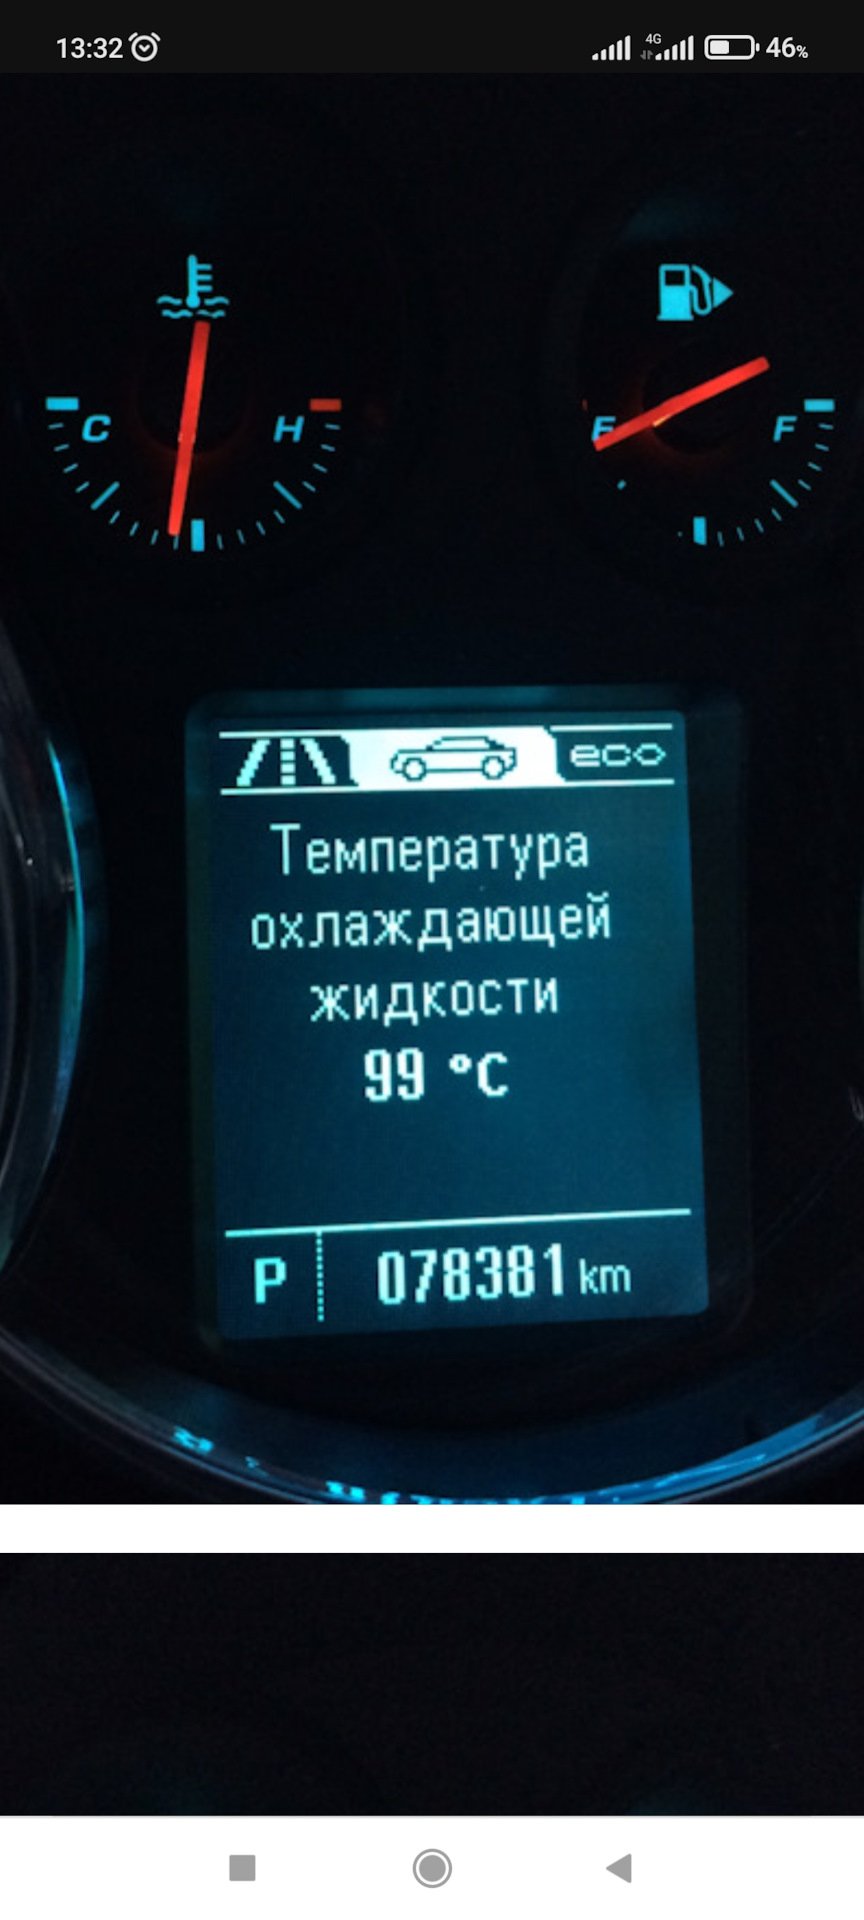 13:32
4G
46%
C H
E F
eco
Температура
охлаждающей
жидкости
99 °C
P 078381 km